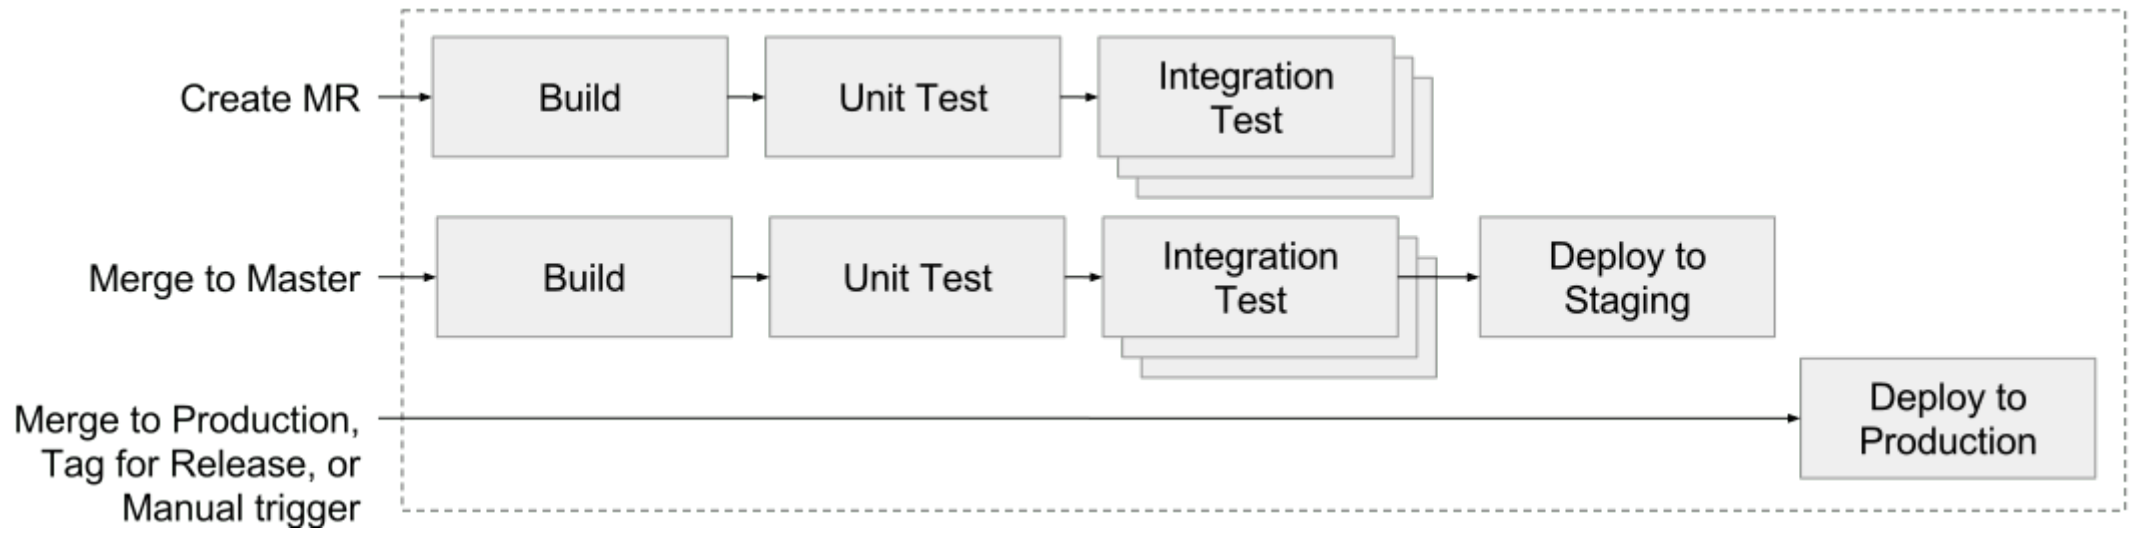 Create MR
Build
Unit Test
Integration
Test
Merge to Master
Build
Unit Test
Integration
Test
Deploy to
Staging
Merge to Production,
Tag for Release, or
Manual trigger
Deploy to
Production